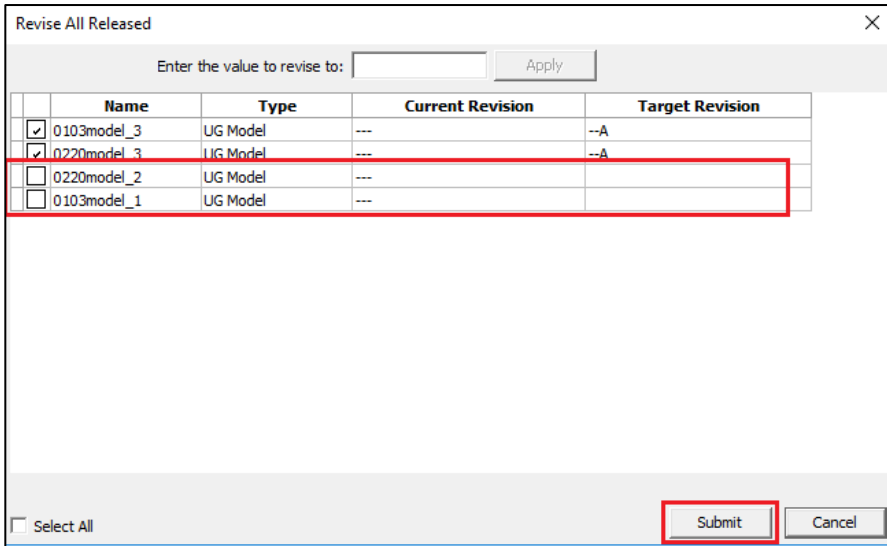 Revise All Released
Enter the value to revise to: Apply
Name Type Current Revision Target Revision
0103model_3 UG Model --- --A
0220model_3 UG Model --- --A
0220model_2 UG Model ---
0103model_1 UG Model ---
Select All Submit Cancel